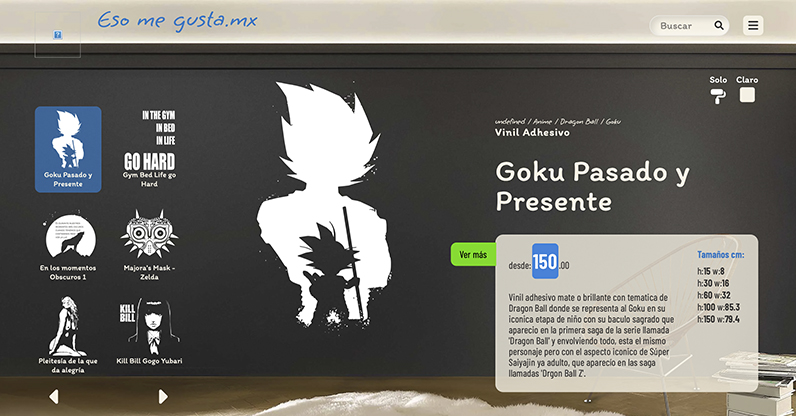 Eso me gusta.mx
Buscar
Solo
Claro
undefined / Anime / Dragon Ball / Goku
Vinil Adhesivo
Goku Pasado y
Presente
Goku Pasado y
Presente
IN THE GYM
IN BED
IN LIFE
GO HARD
Gym Bed Life go
Hard
En los momentos
Obscuros 1
Majora's Mask -
Zelda
Pleitesía de la que
da alegría
KILL
BILL
Kill Bill Gogo Yubari
Ver más
desde: 150.00
Vinil adhesivo mate o brillante con tematica de
Dragon Ball donde se representa al Goku en su
iconica etapa de niño con su baculo sagrado que
aparecio en la primera saga de la serie llamada
'Dragon Ball' y envolviendo todo, esta el mismo
personaje pero con el aspecto iconico de Súper
Saiyajin ya adulto, que aparecio en las saga
llamadas 'Drgon Ball Z'.
Tamaños cm:
h:15 w:8
h:30 w:16
h:60 w:32
h:100 w:85.3
h:150 w:79.4